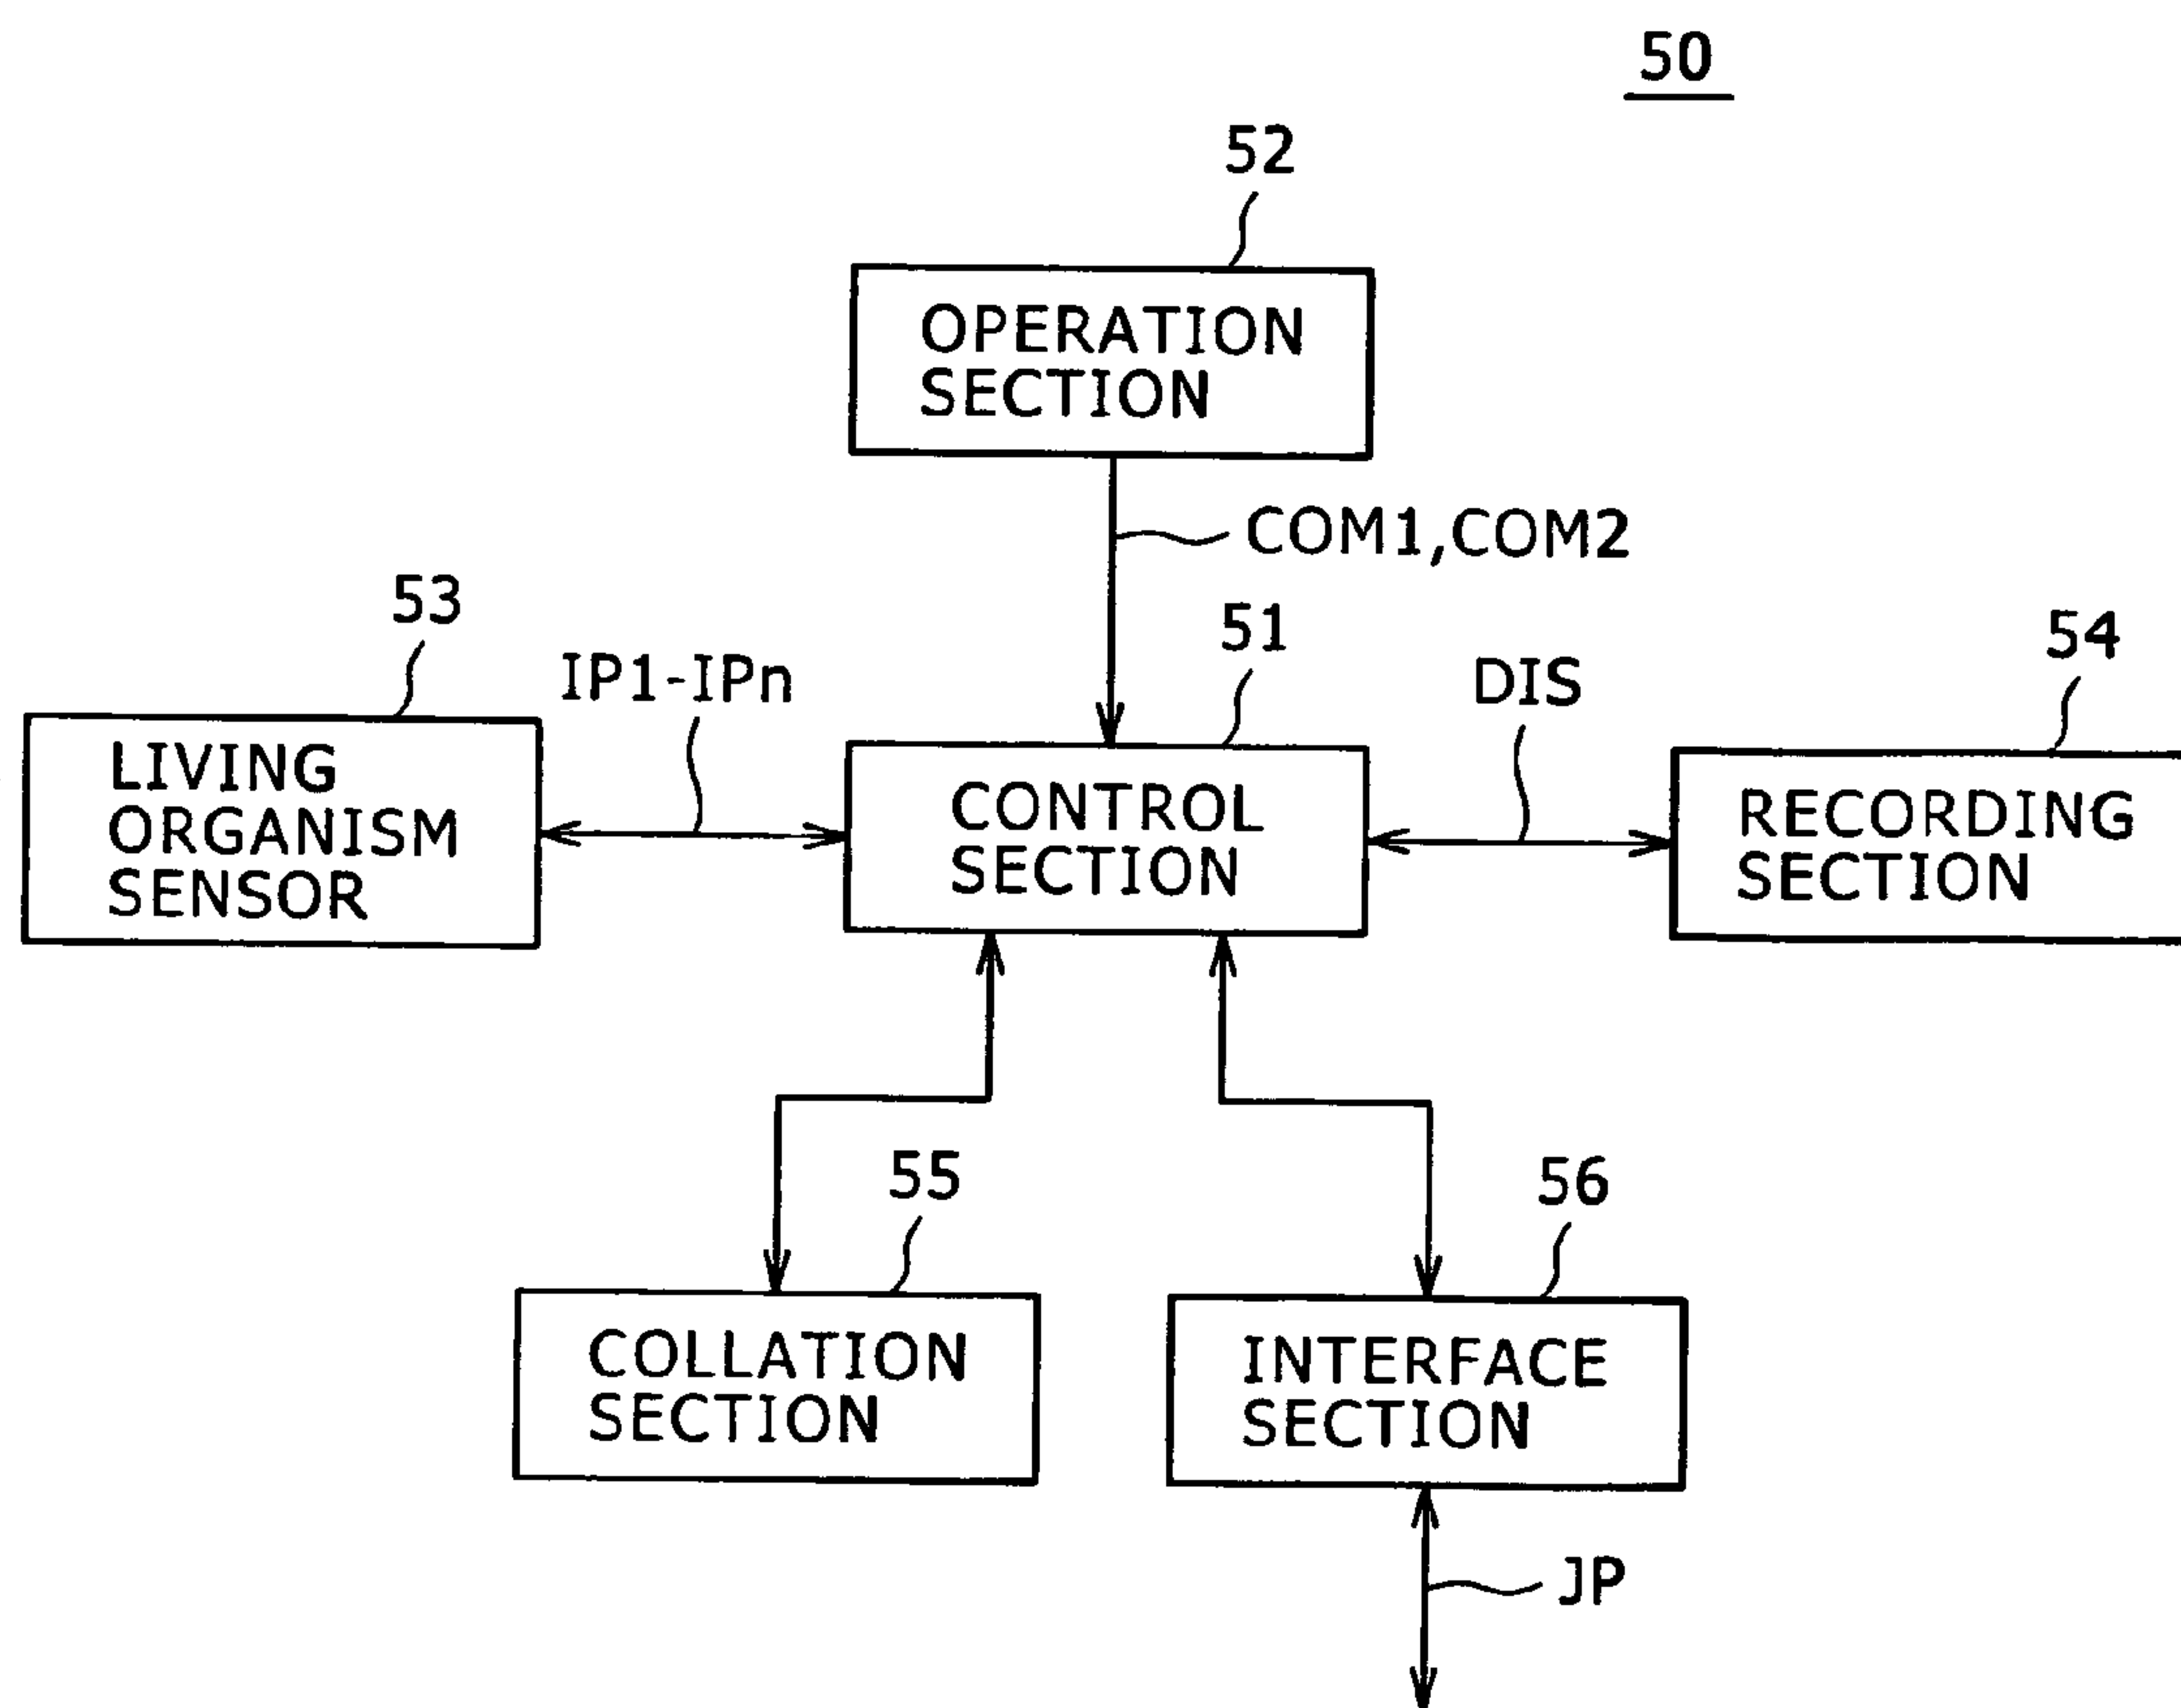 50
52
OPERATION
SECTION
COM1,COM2
53
IP1-IPn
51
DIS
54
LIVING
ORGANISM
SENSOR
CONTROL
SECTION
RECORDING
SECTION
55
56
COLLATION
SECTION
INTERFACE
SECTION
JP